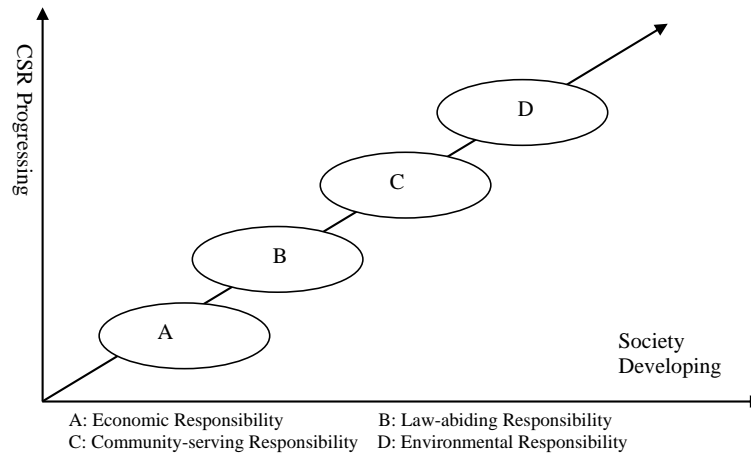 CSR Progressing
D
C
B
A
Society
Developing
A: Economic Responsibility B: Law-abiding Responsibility
C: Community-serving Responsibility D: Environmental Responsibility